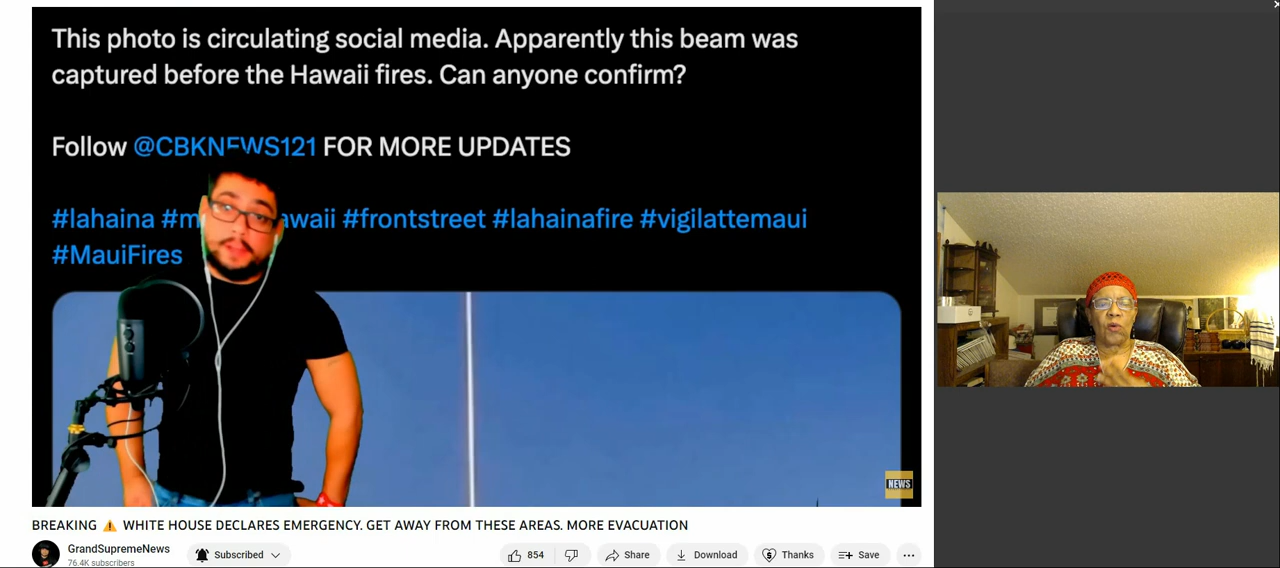 This photo is circulating social media. Apparently this beam was
captured before the Hawaii fires. Can anyone confirm?
Follow @CBKNEWS121 FOR MORE UPDATES
#lahaina #m awaii #frontstreet #lahainafire #vigilattemaui
#MauiFires
NEWS
BREAKING ⚠ WHITE HOUSE DECLARES EMERGENCY. GET AWAY FROM THESE AREAS. MORE EVACUATION
GrandSupremeNews
76.4K subscribers
Subscribed
854
Share
Download
Thanks
Save